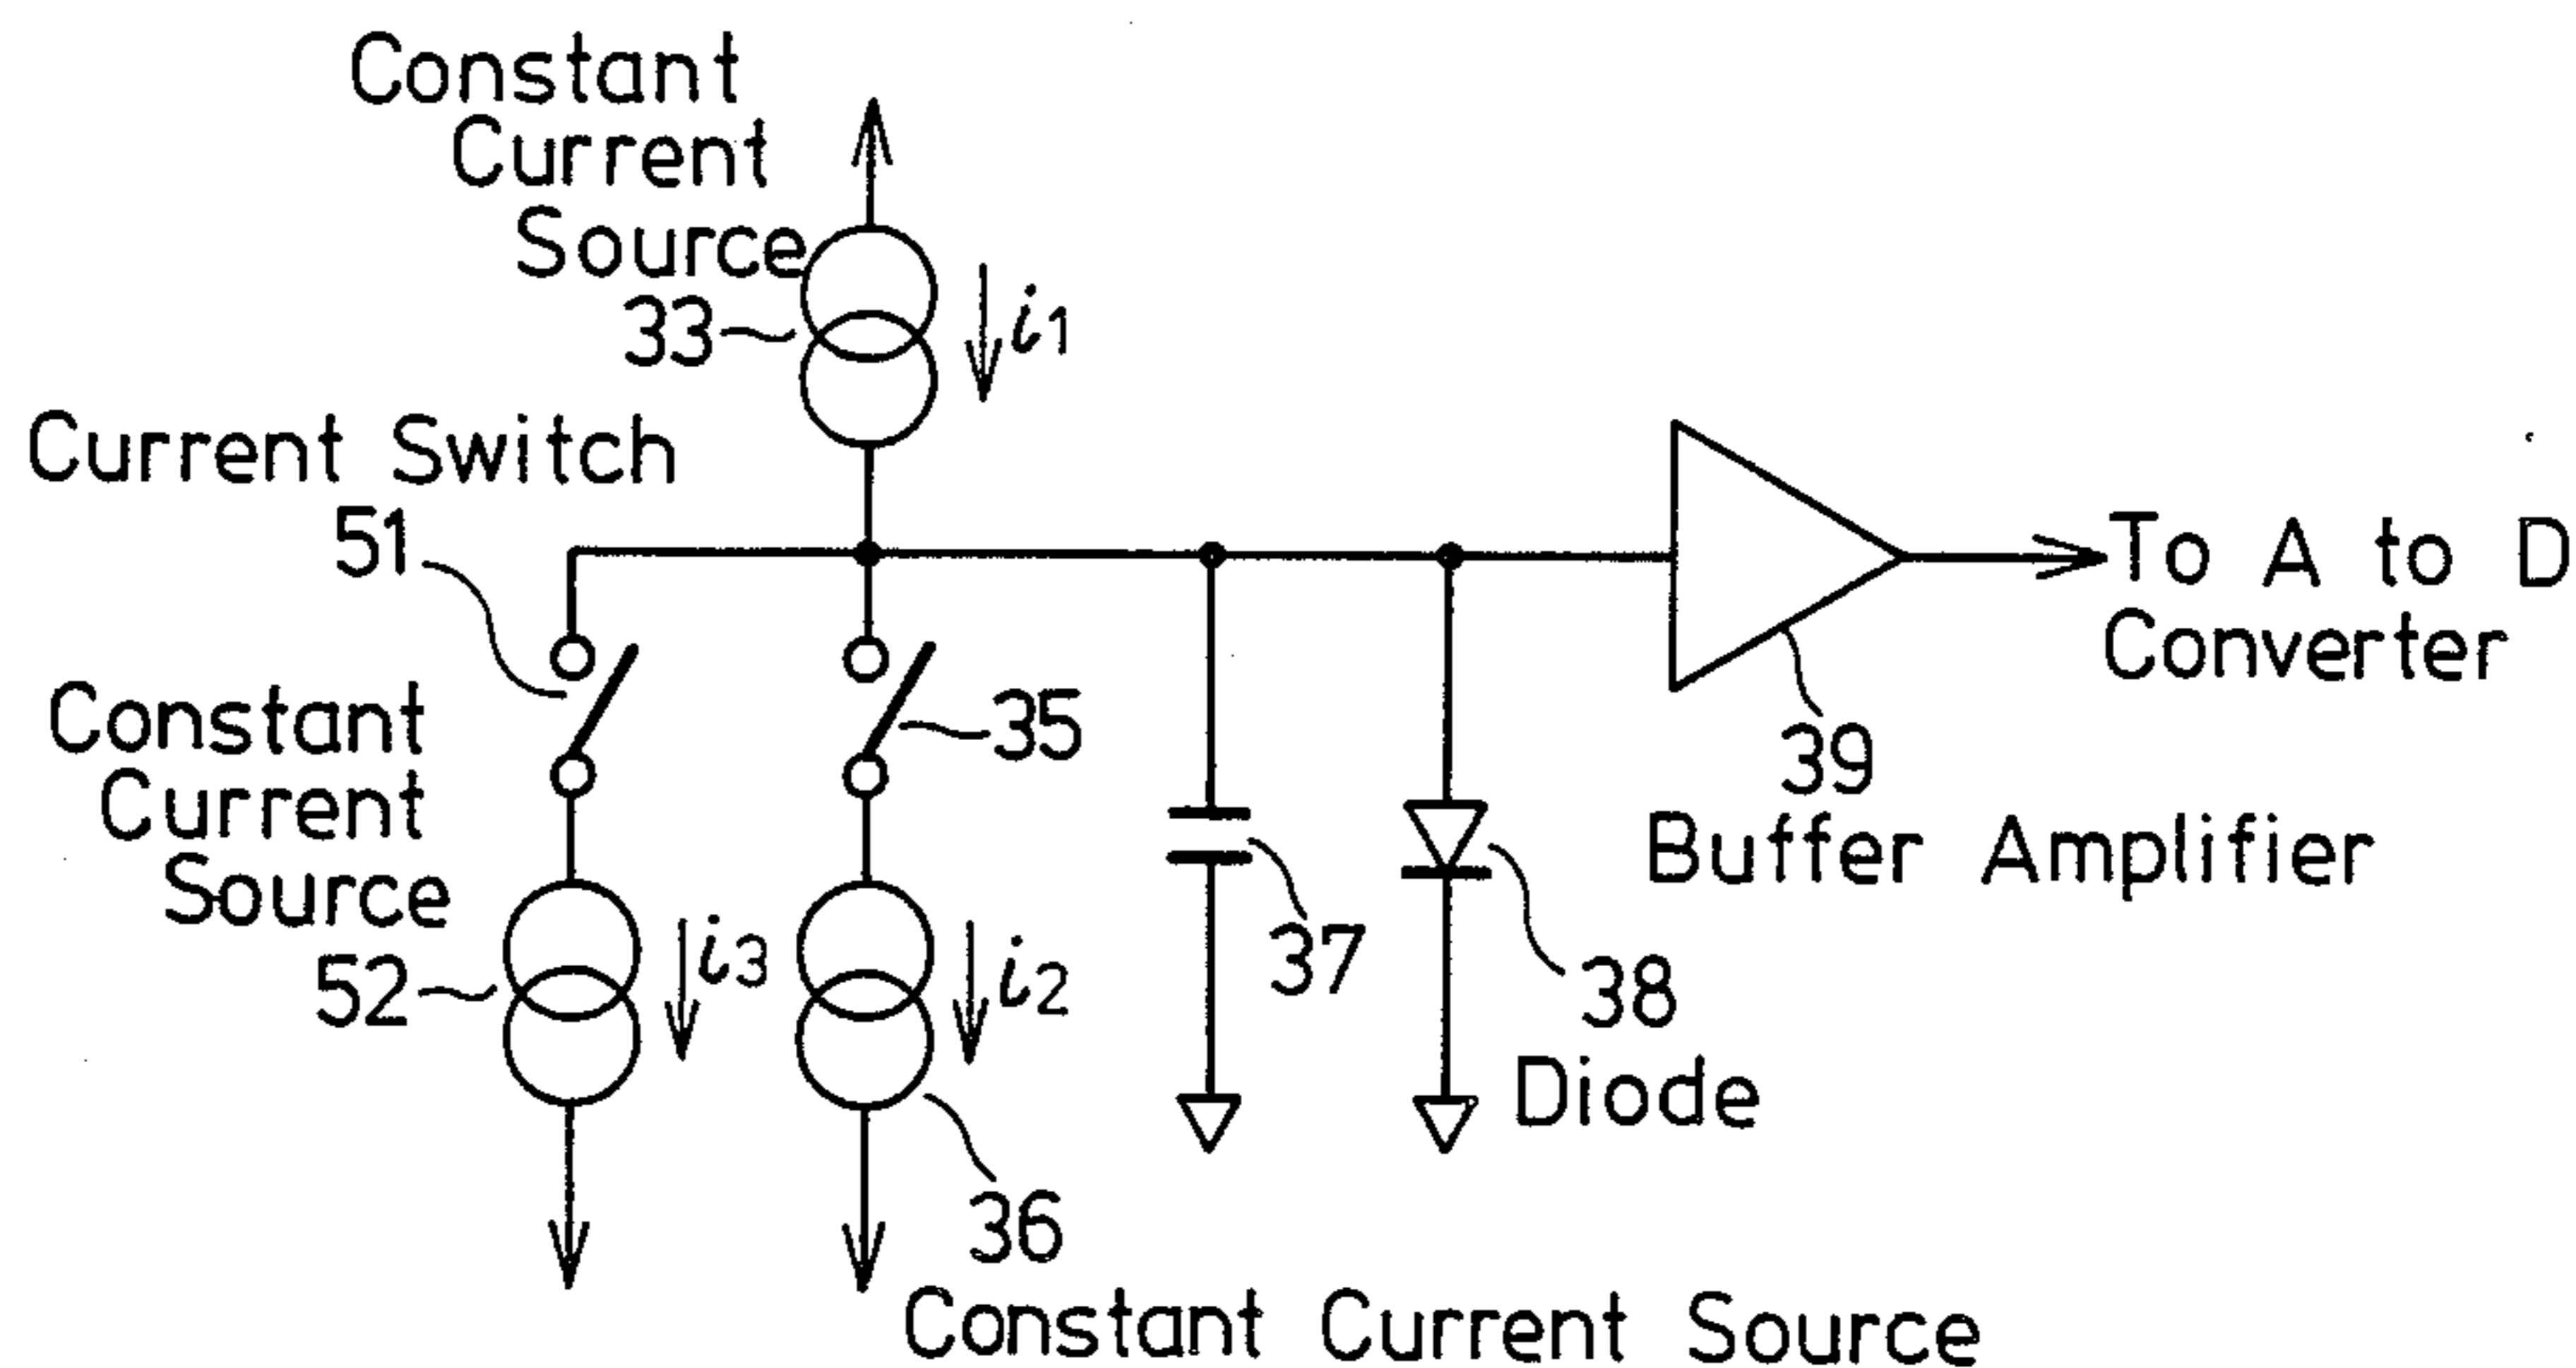 Constant
Current
Source
33
i1
Current Switch
51
To A to D
Converter
Constant
Current
Source
52
i3
35
i2
36
Constant Current Source
37
38
Diode
39
Buffer Amplifier